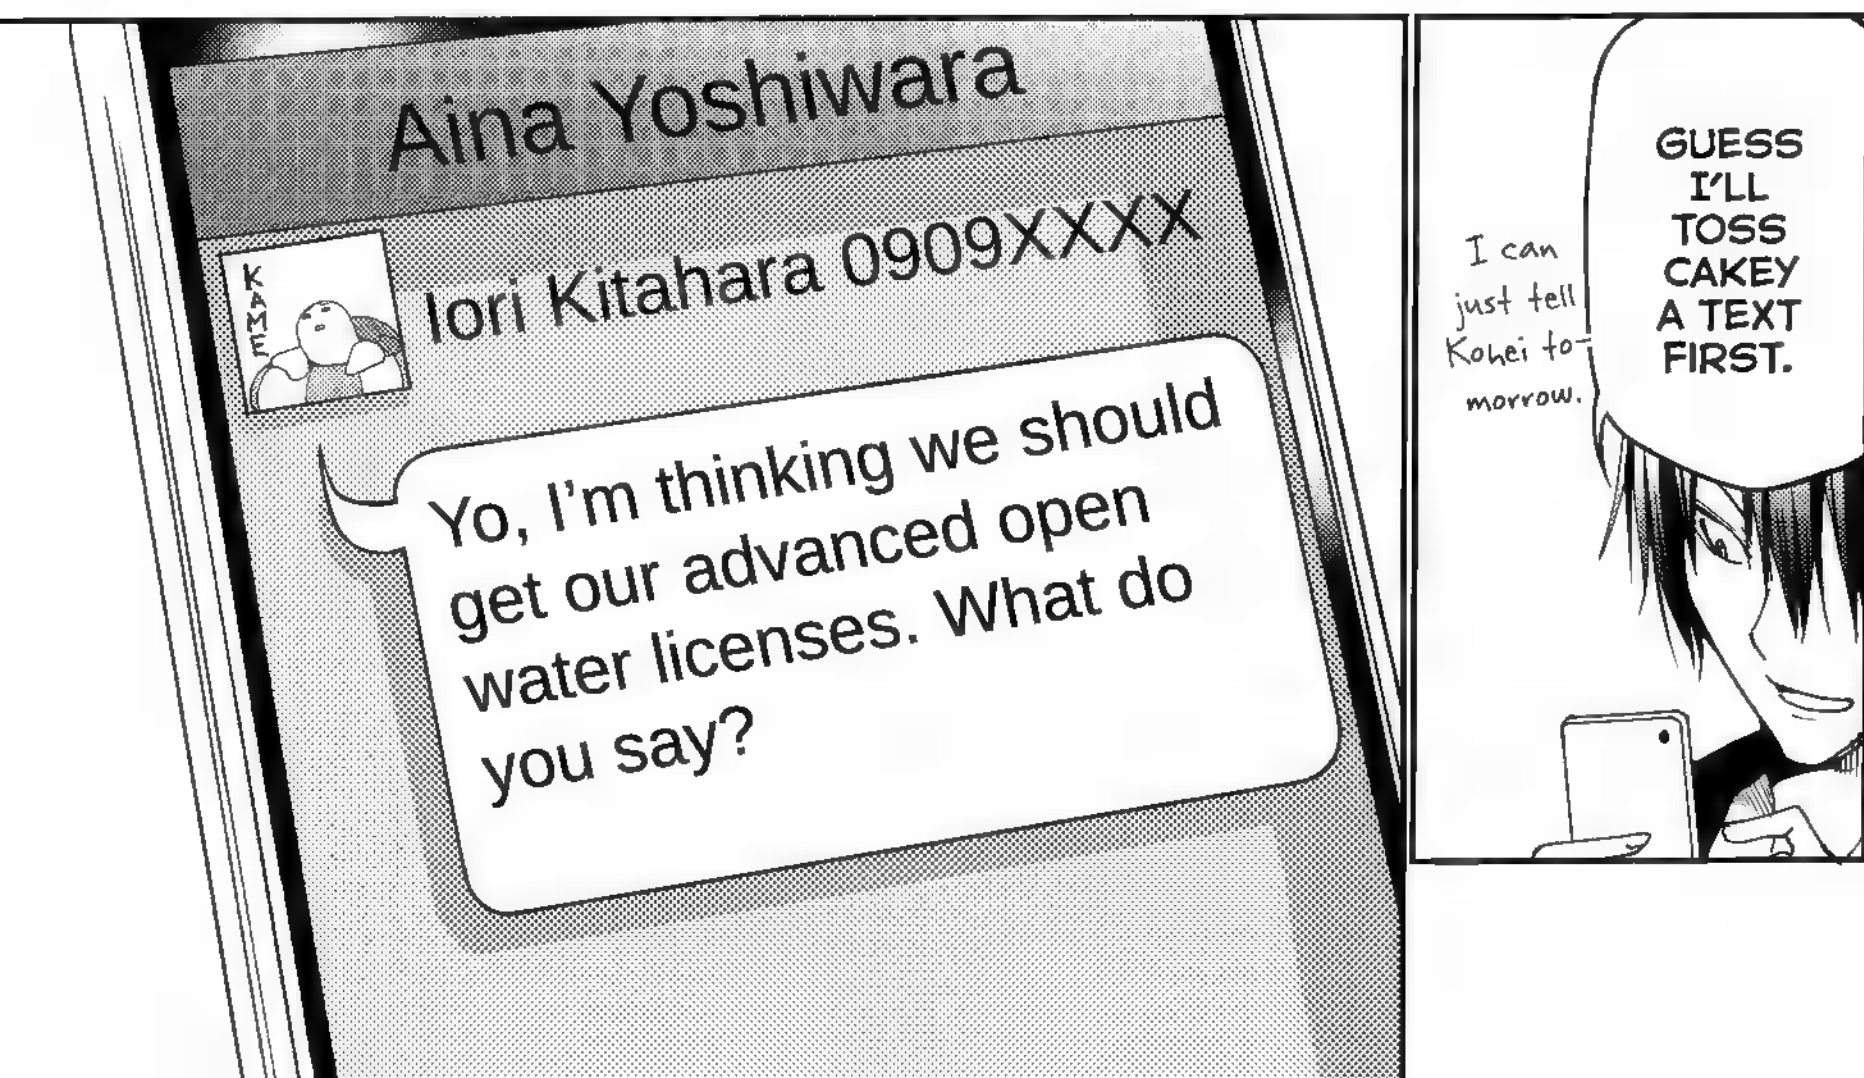 GUESS
I'LL
TOSS
CAKEY
A TEXT
FIRST.
I can
just tell
Kohei to-
morrow.
Aina Yoshiwara
KAME
Iori Kitahara 0909XXXX
Yo, I'm thinking we should
get our advanced open
water licenses. What do
you say?